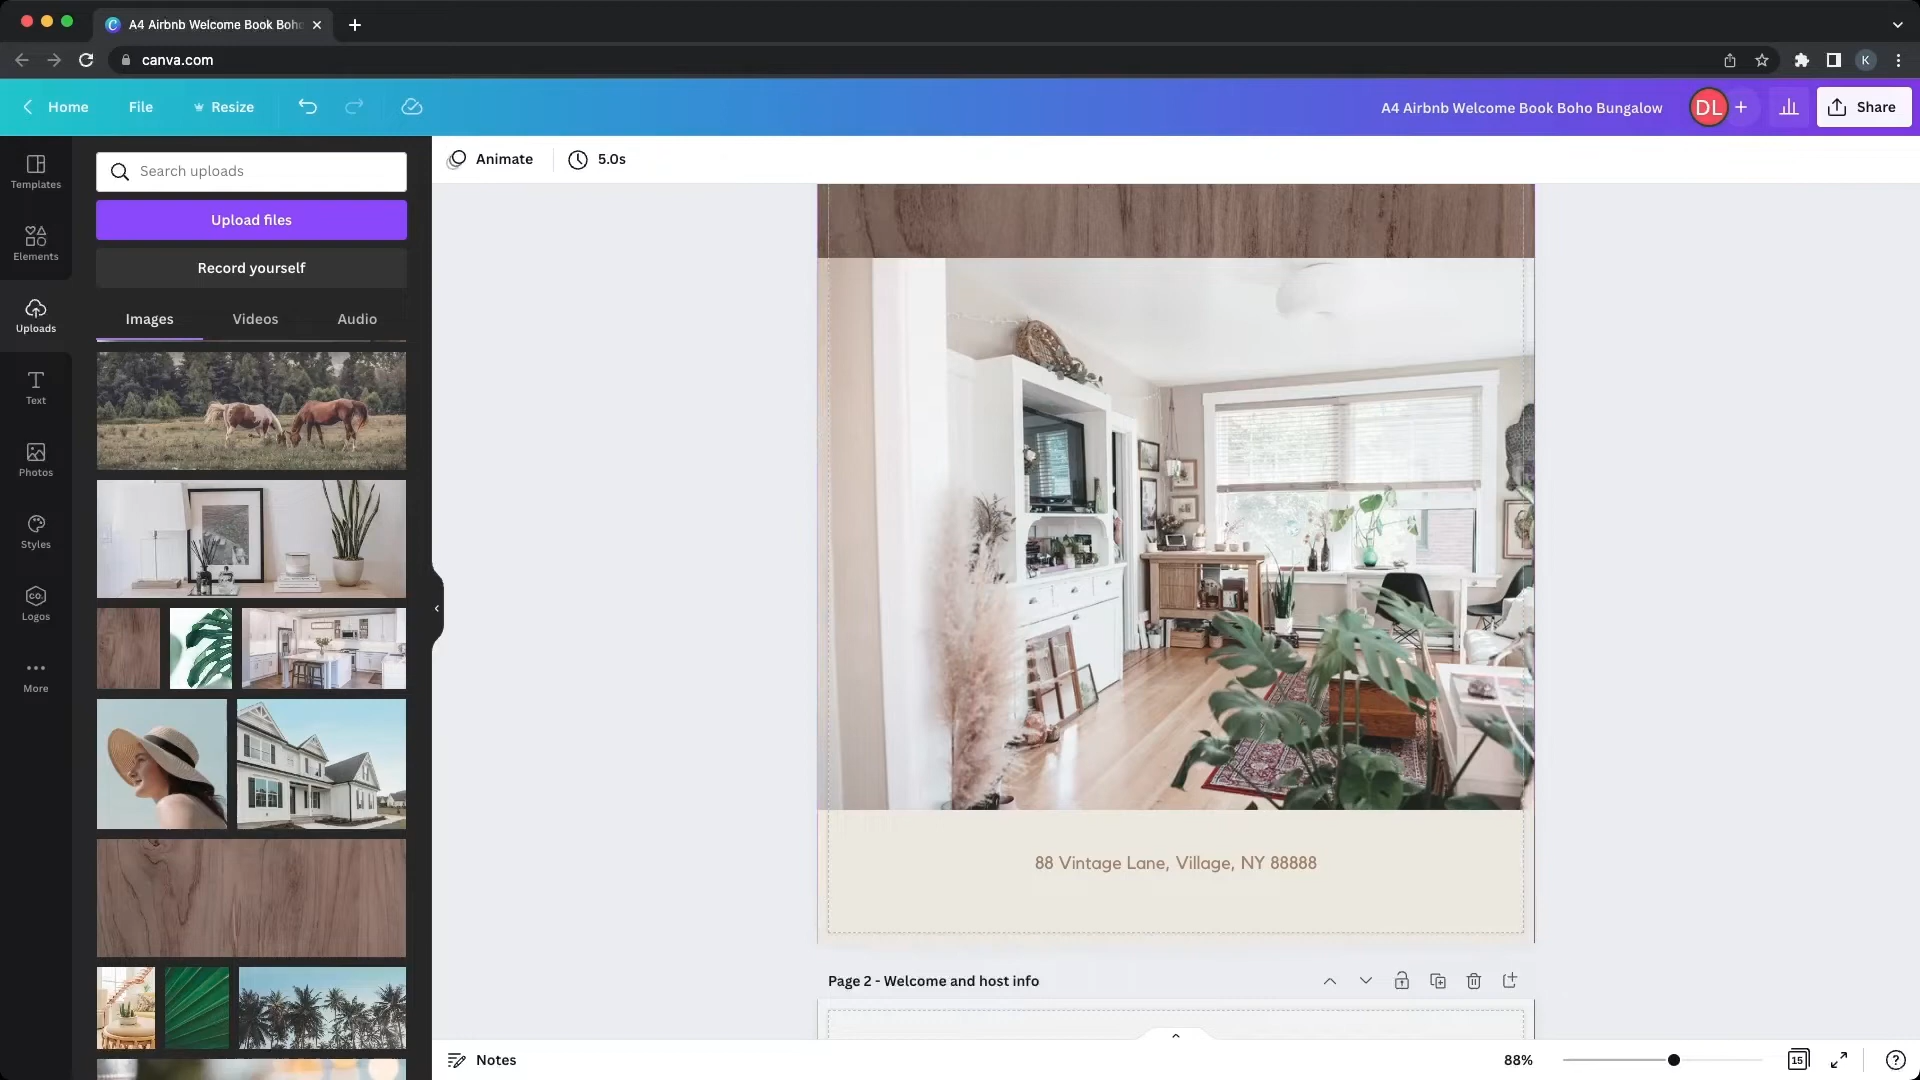 A4 Airbnb Welcome Book Boh
canva.com
K
Home
File
Resize
A4 Airbnb Welcome Book Boho Bungalow
DL
Share
Templates
Elements
Uploads
Text
Photos
Styles
CO.
Logos
More
Search uploads
Upload files
Record yourself
Images
Videos
Audio
Animate
5.0s
88 Vintage Lane, Village, NY 88888
Page 2 - Welcome and host info
Notes
88%
15